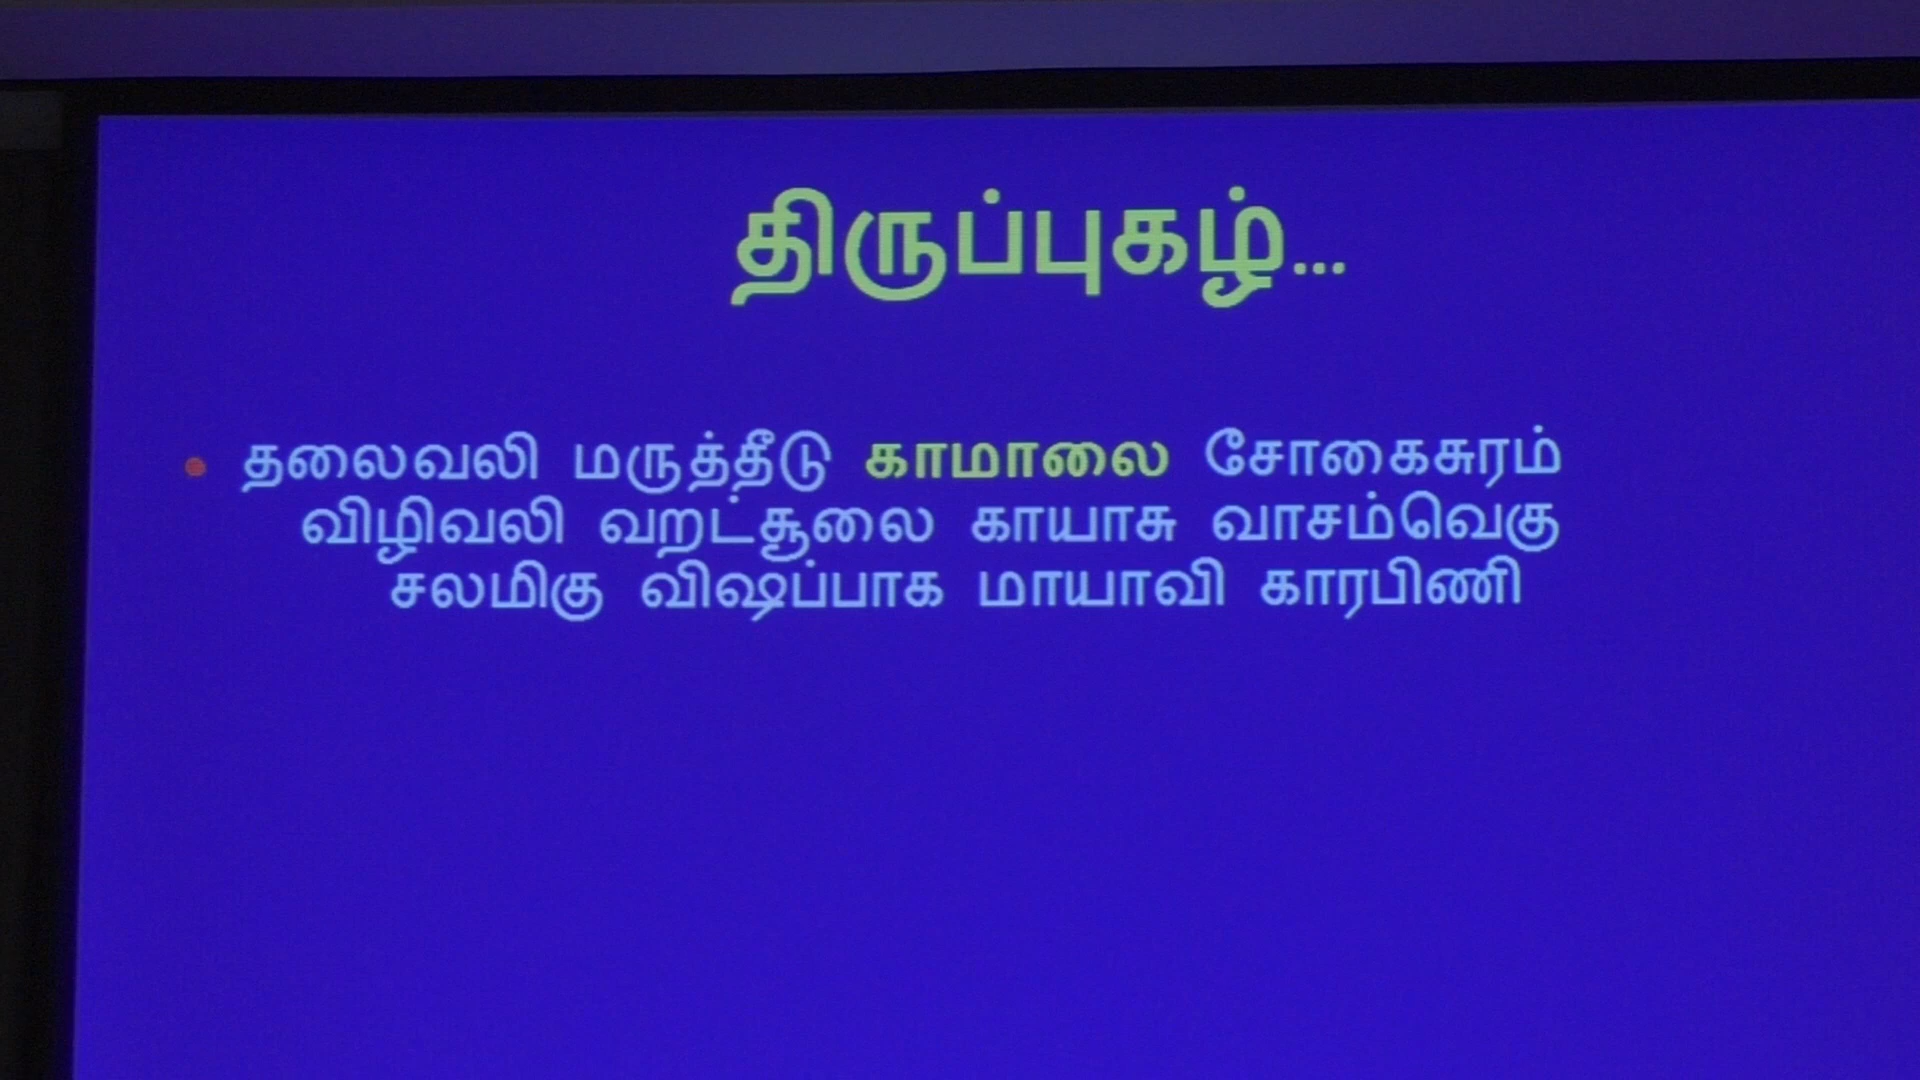 திருப்புகழ்...
• தலைவலி மருத்தீடு காமாலை சோகைசுரம்
விழிவலி வறட்சூலை காயாசு வாசம்வெகு
சலமிகு விஷப்பாக மாயாவி காரபிணி